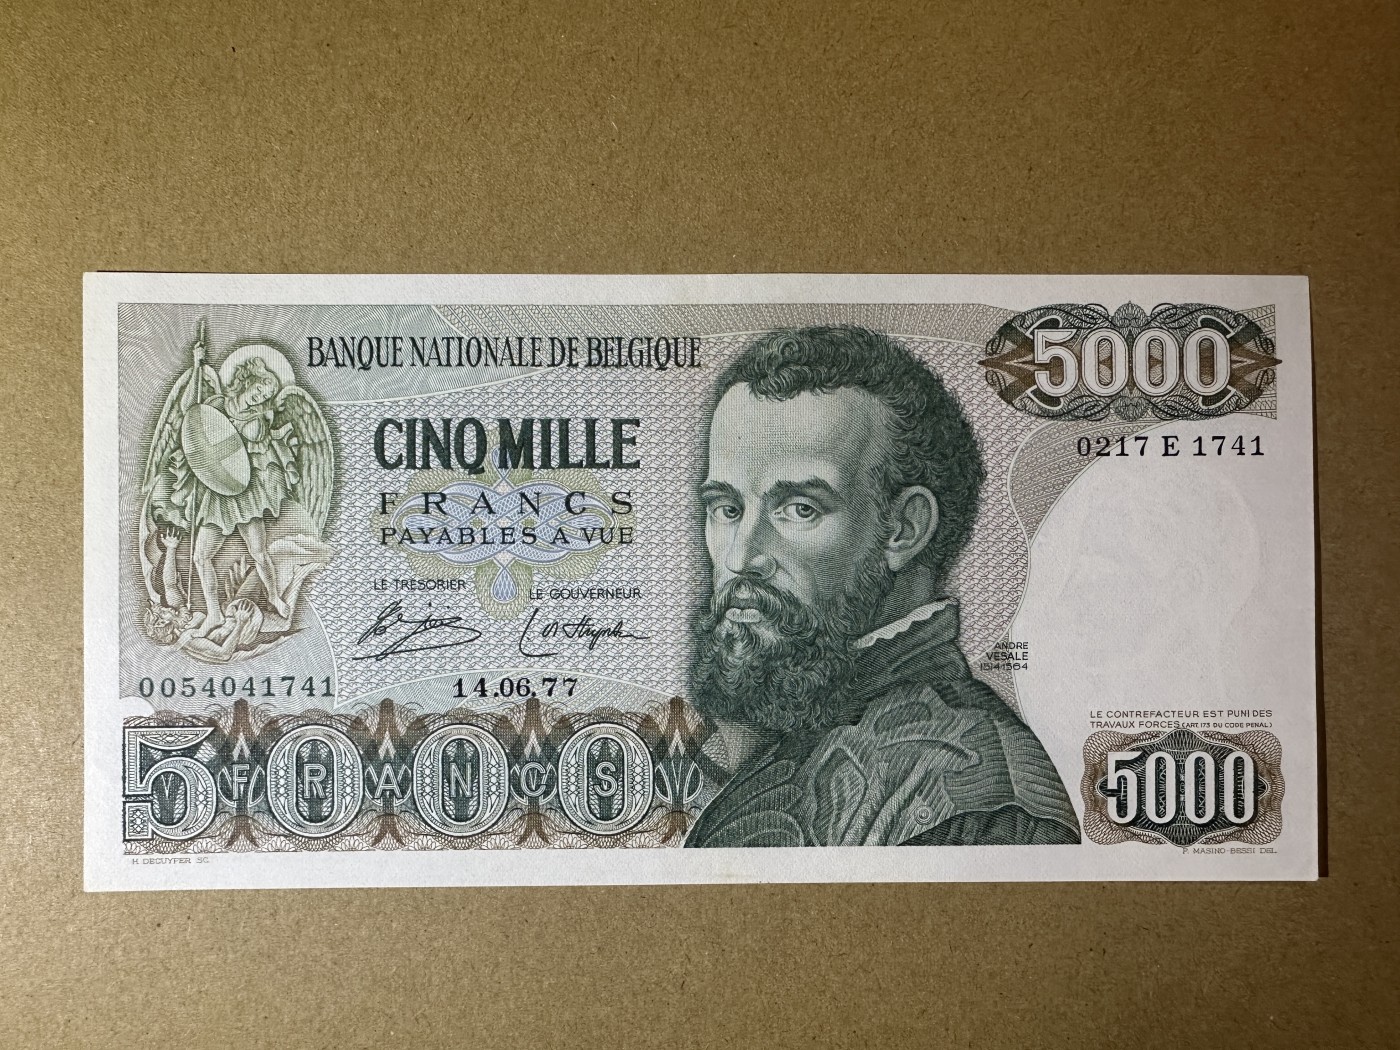 BANQUE NATIONALE DE BELGIQUE
5000
CINQ MILLE
FRANCS
PAYABLES A VUE
0217 E 1741
LE TRÉSORIER
LE GOUVERNEUR
ANDRE
VESALE
1514-1564
0054041741
14.06.77
LE CONTREFACTEUR EST PUNI DES
TRAVAUX FORCES (ART. 173 DU CODE PENAL)
5000
FRANCS
5000
H. DECUYPER SC.
P. MASINO-BESSI DEL.